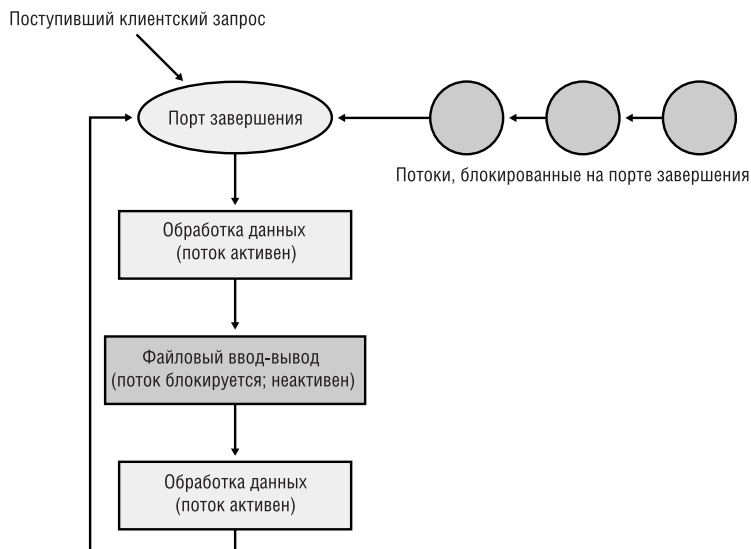 Поступивший клиентский запрос
Порт завершения
Потоки, блокированные на порте завершения
Обработка данных
(поток активен)
Файловый ввод-вывод
(поток блокируется; неактивен)
Обработка данных
(поток активен)